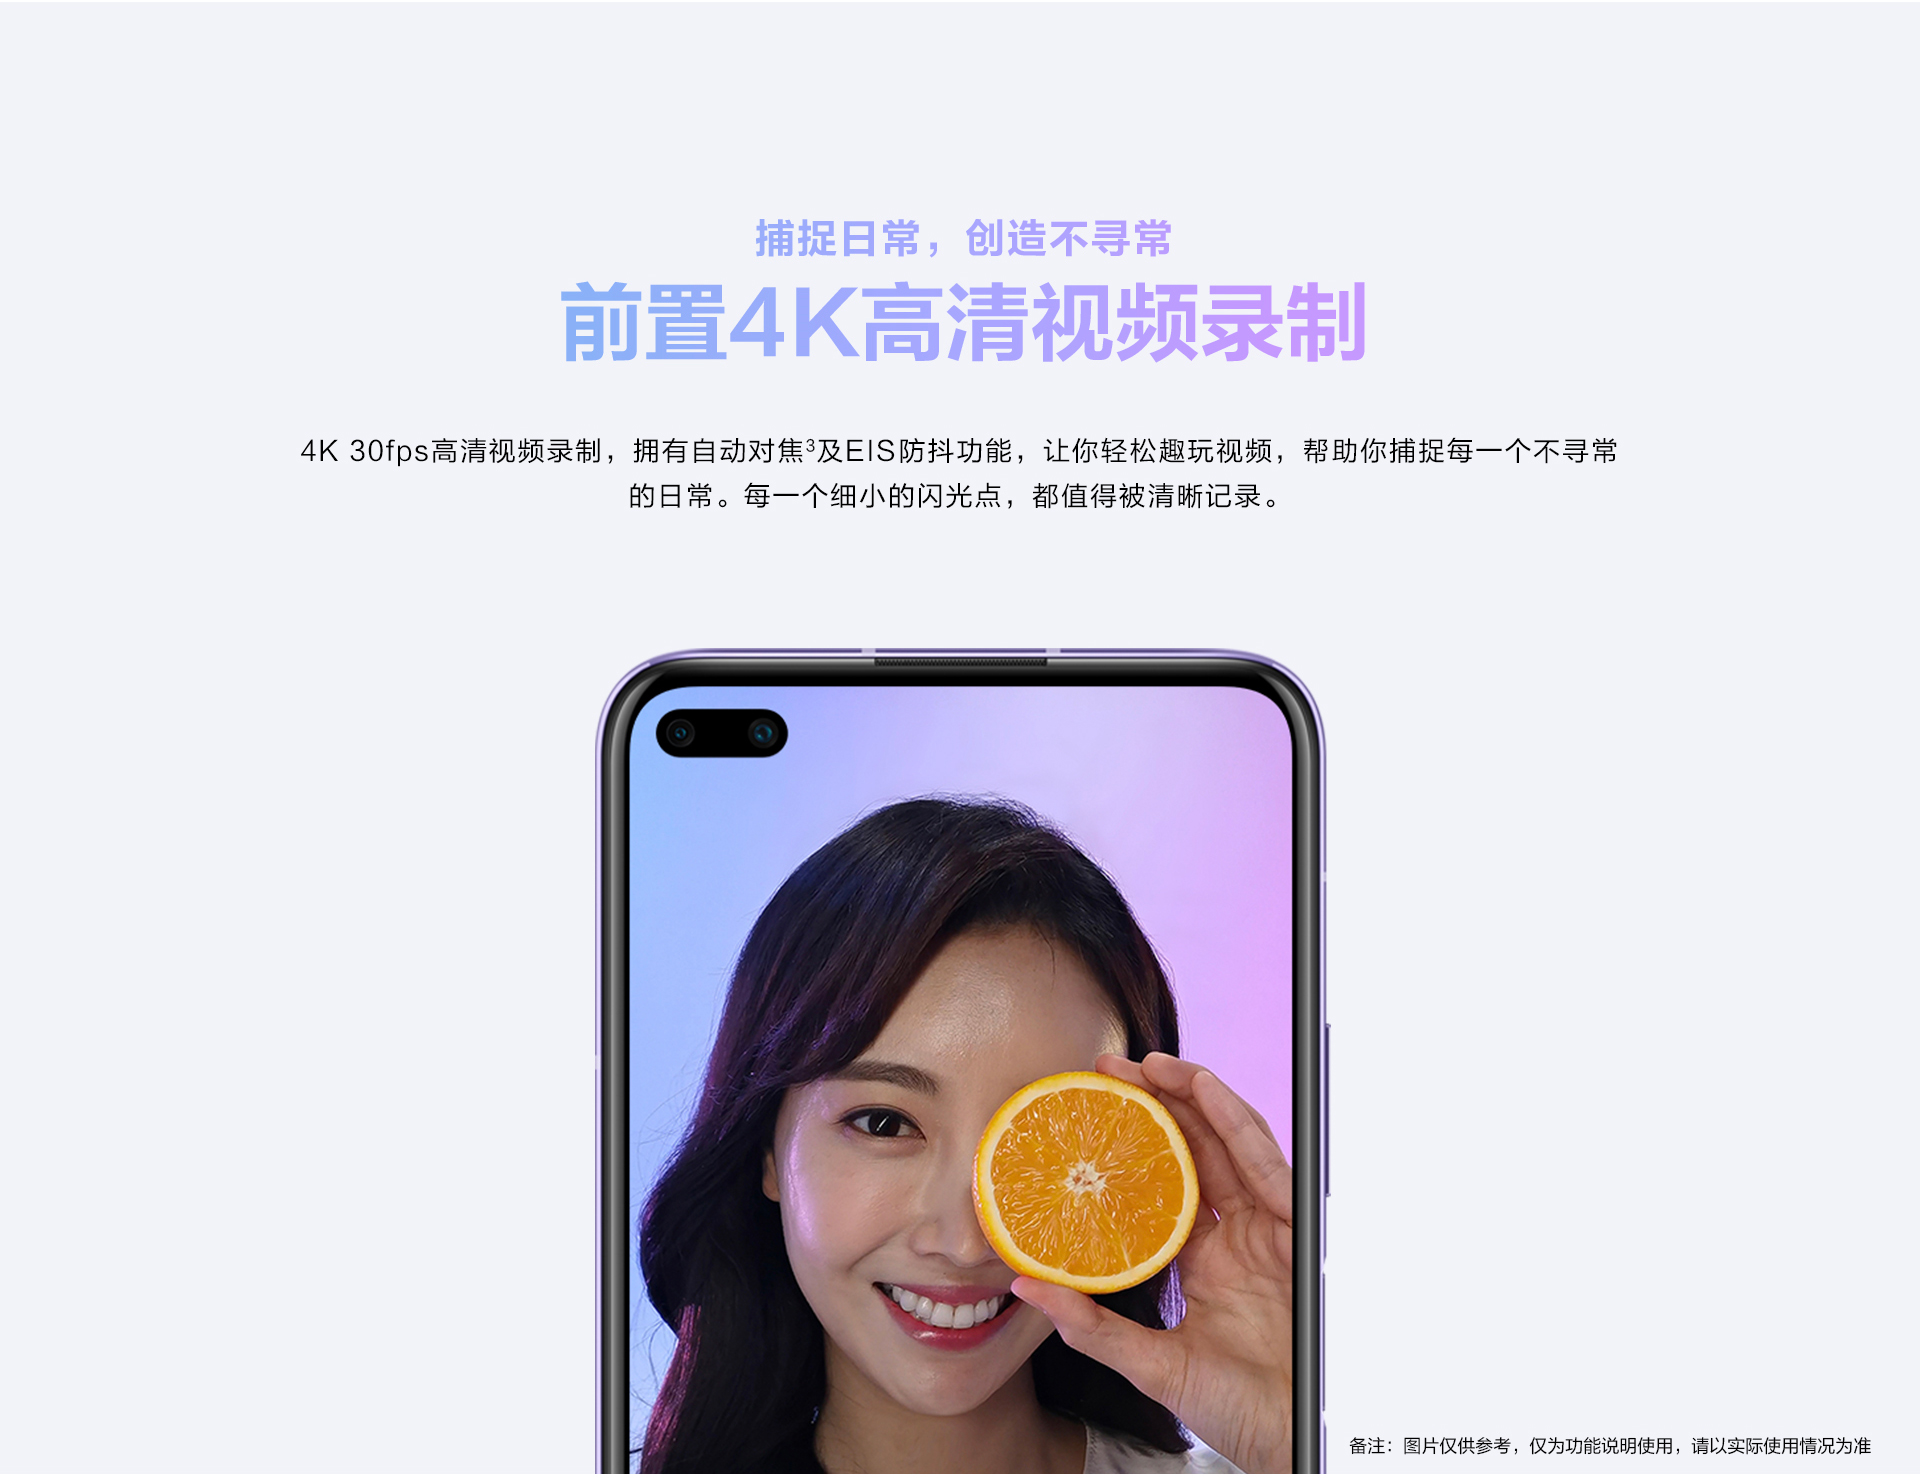 捕捉日常，创造不寻常
前置4K高清视频录制
4K 30fps高清视频录制，拥有自动对焦³及EIS防抖功能，让你轻松趣玩视频，帮助你捕捉每一个不寻常
的日常。每一个细小的闪光点，都值得被清晰记录。
备注：图片仅供参考，仅为功能说明使用，请以实际使用情况为准